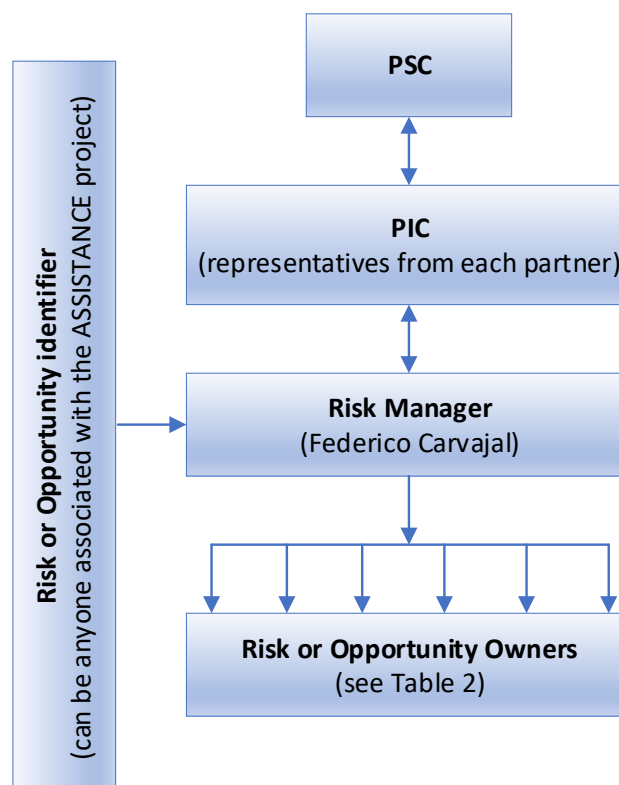 PSC
PIC
(representatives from each partner)
Risk or Opportunity identifier
(can be anyone associated with the ASSISTANCE project)
Risk Manager
(Federico Carvajal)
Risk or Opportunity Owners
(see Table 2)